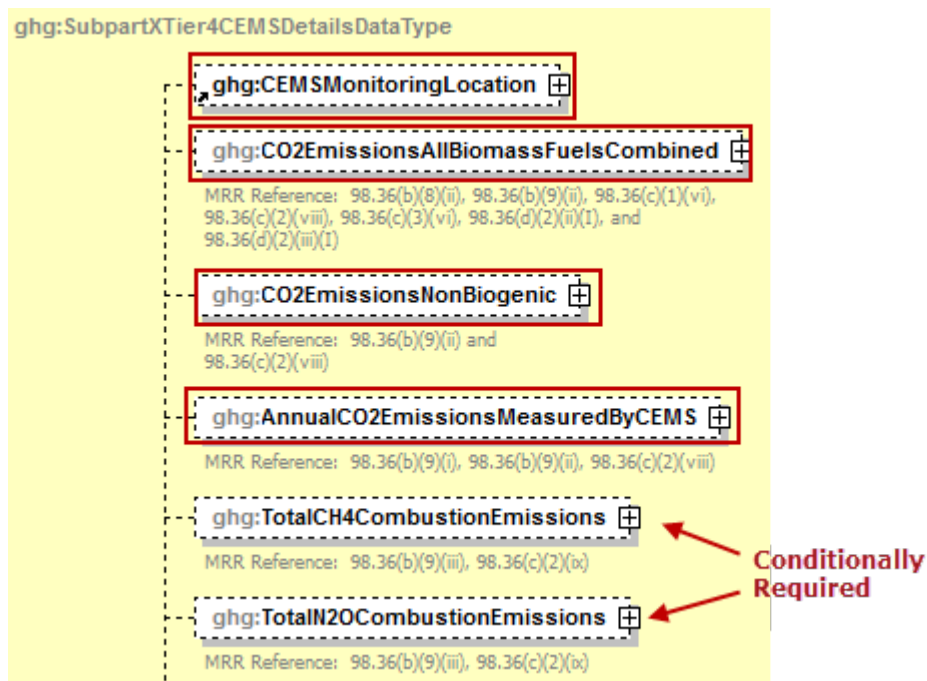 ghg:SubpartXTier4CEMSDetailsDataType
ghg:CEMSMonitoringLocation
ghg:CO2EmissionsAllBiomassFuelsCombined
MRR Reference: 98.36(b)(8)(ii), 98.36(b)(9)(ii), 98.36(c)(1)(vi),
98.36(c)(2)(viii), 98.36(c)(3)(vi), 98.36(d)(2)(ii)(I), and
98.36(d)(2)(iii)(I)
ghg:CO2EmissionsNonBiogenic
MRR Reference: 98.36(b)(9)(ii) and
98.36(c)(2)(viii)
ghg:AnnualCO2EmissionsMeasuredByCEMS
MRR Reference: 98.36(b)(9)(i), 98.36(b)(9)(ii), 98.36(c)(2)(viii)
ghg:TotalCH4CombustionEmissions
MRR Reference: 98.36(b)(9)(iii), 98.36(c)(2)(ix)
Conditionally
Required
ghg:TotalN2OCombustionEmissions
MRR Reference: 98.36(b)(9)(iii), 98.36(c)(2)(ix)